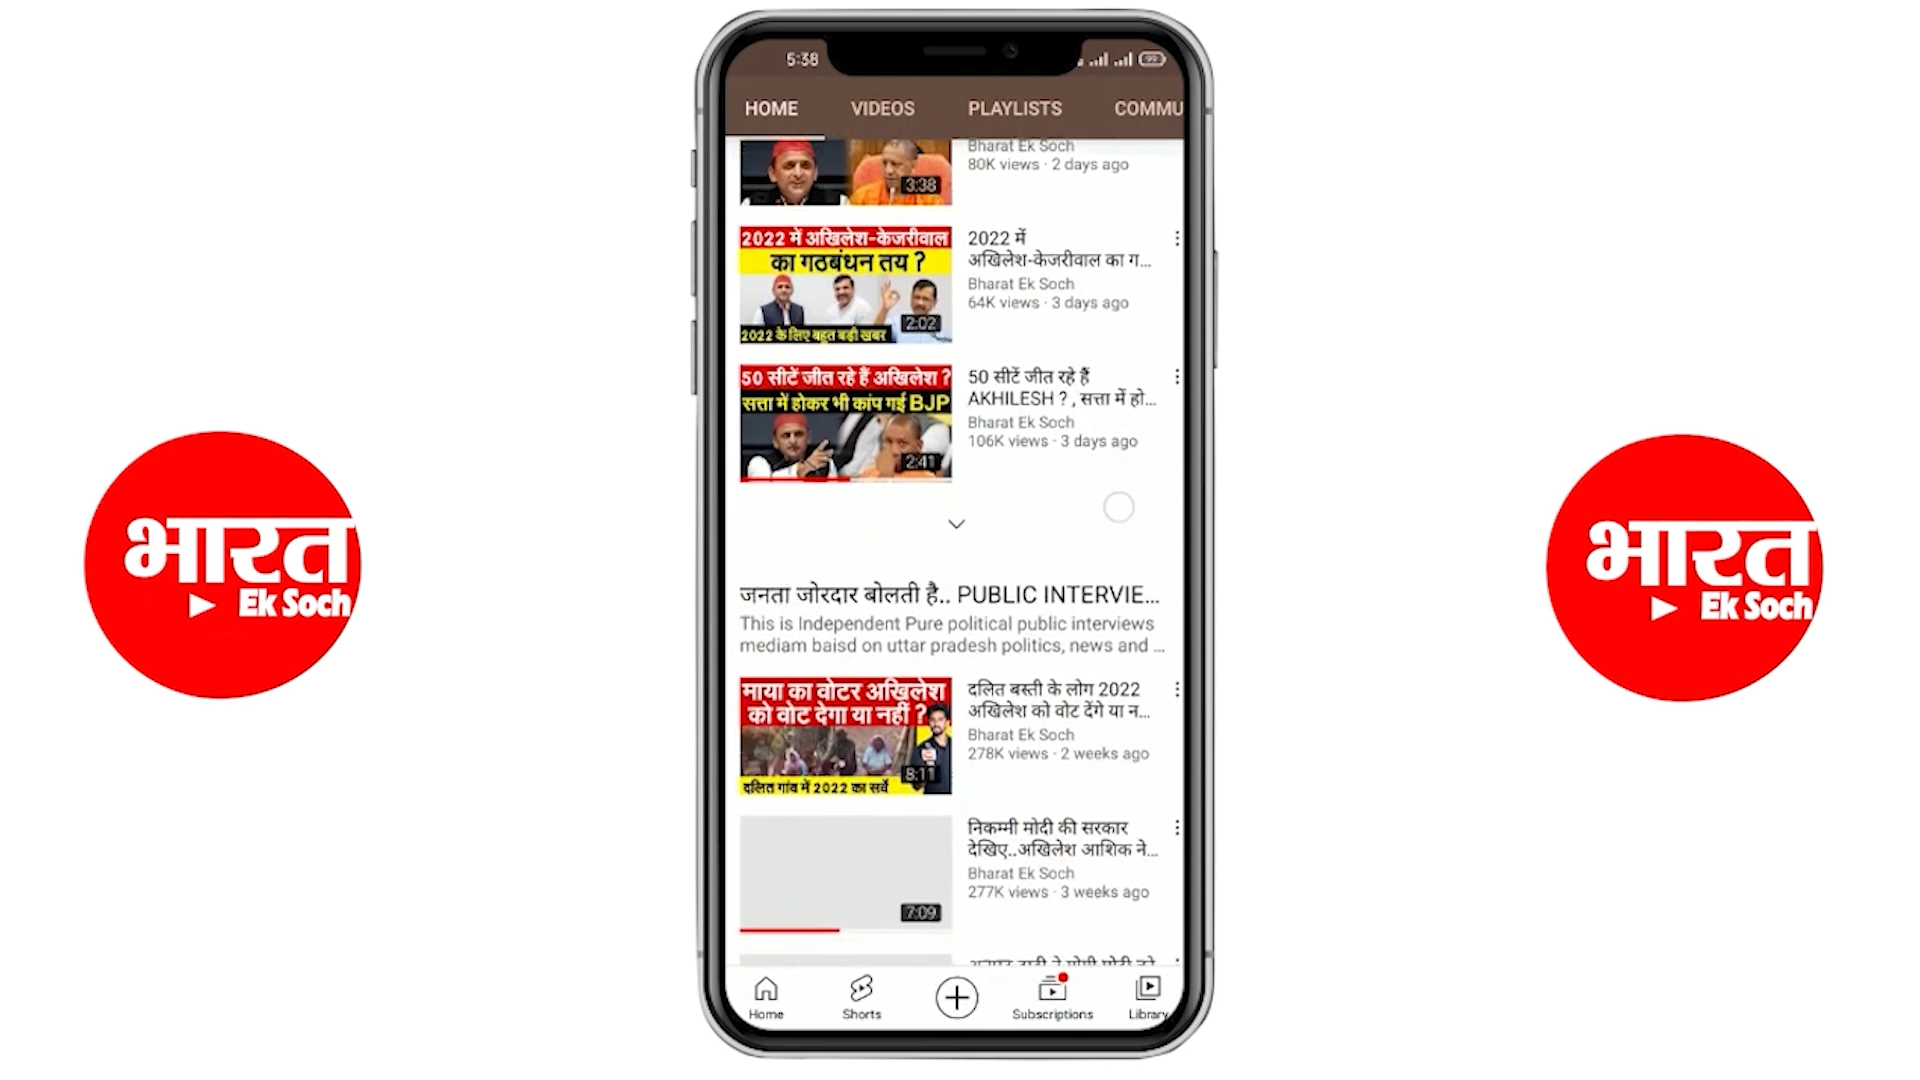 5:38
99
HOME
VIDEOS
PLAYLISTS
COMMU
Bharat Ek Soch
80K views · 2 days ago
3:38
2022 में अखिलेश-केजरीवाल
का गठबंधन तय ?
2:02
2022 के लिए बहुत बड़ी खबर
2022 में
अखिलेश-केजरीवाल का ग...
Bharat Ek Soch
64K views · 3 days ago
50 सीटें जीत रहे हैं अखिलेश ?
सत्ता में होकर भी कांप गई BJP
2:41
50 सीटें जीत रहे हैं
AKHILESH ? , सत्ता में हो...
Bharat Ek Soch
106K views · 3 days ago
जनता जोरदार बोलती है.. PUBLIC INTERVIE...
This is Independent Pure political public interviews
mediam baisd on uttar pradesh politics, news and ...
माया का वोटर अखिलेश
को वोट देगा या नहीं ?
8:11
दलित गांव में 2022 का सर्वे
दलित बस्ती के लोग 2022
अखिलेश को वोट देंगे या न...
Bharat Ek Soch
278K views · 2 weeks ago
7:09
निकम्मी मोदी की सरकार
देखिए..अखिलेश आशिक ने...
Bharat Ek Soch
277K views · 3 weeks ago
Home
Shorts
Subscriptions
Library
भारत
Ek Soch
भारत
Ek Soch